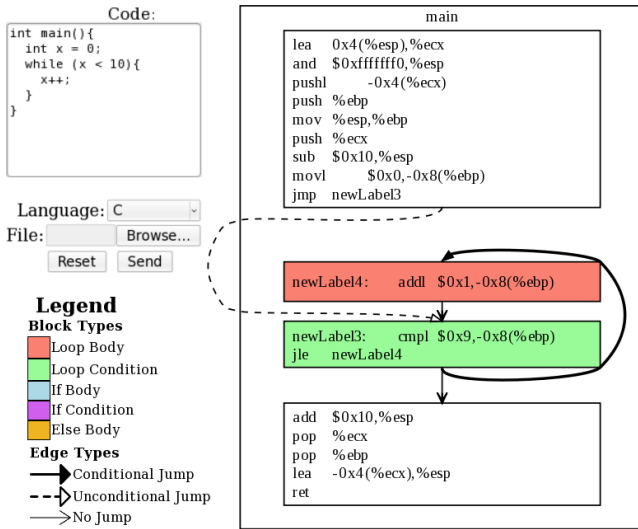 Code:
int main(){
  int x = 0;
  while (x < 10){
    x++;
  }
}
Language: C
File: Browse...
Reset Send
Legend
Block Types
Loop Body
Loop Condition
If Body
If Condition
Else Body
Edge Types
Conditional Jump
Unconditional Jump
No Jump
main
lea 0x4(%esp),%ecx
and $0xfffffff0,%esp
pushl -0x4(%ecx)
push %ebp
mov %esp,%ebp
push %ecx
sub $0x10,%esp
movl $0x0,-0x8(%ebp)
jmp newLabel3
newLabel4: addl $0x1,-0x8(%ebp)
newLabel3: cmpl $0x9,-0x8(%ebp)
jle newLabel4
add $0x10,%esp
pop %ecx
pop %ebp
lea -0x4(%ecx),%esp
ret